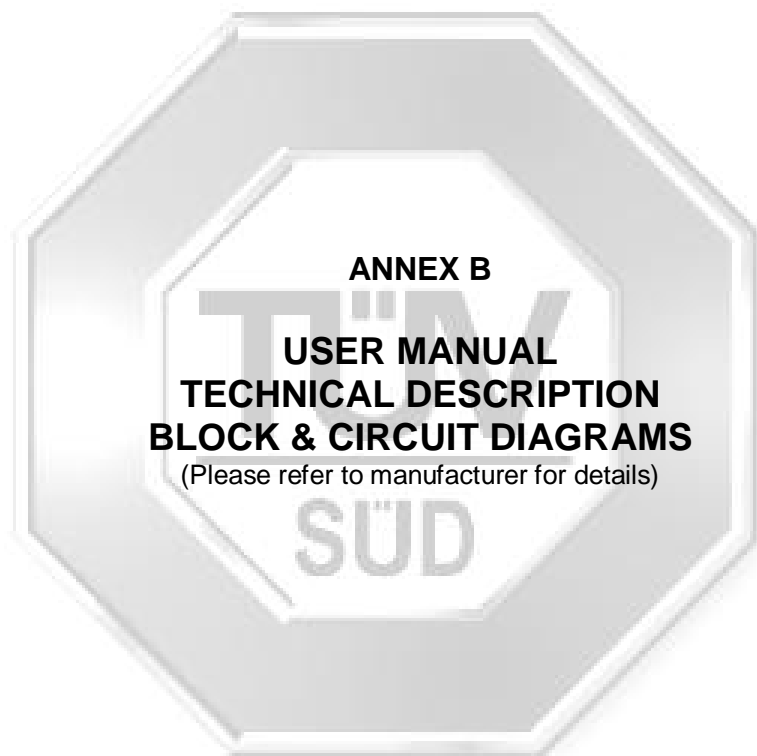 ANNEX B
TÜV
USER MANUAL
TECHNICAL DESCRIPTION
BLOCK & CIRCUIT DIAGRAMS
(Please refer to manufacturer for details)
SÜD